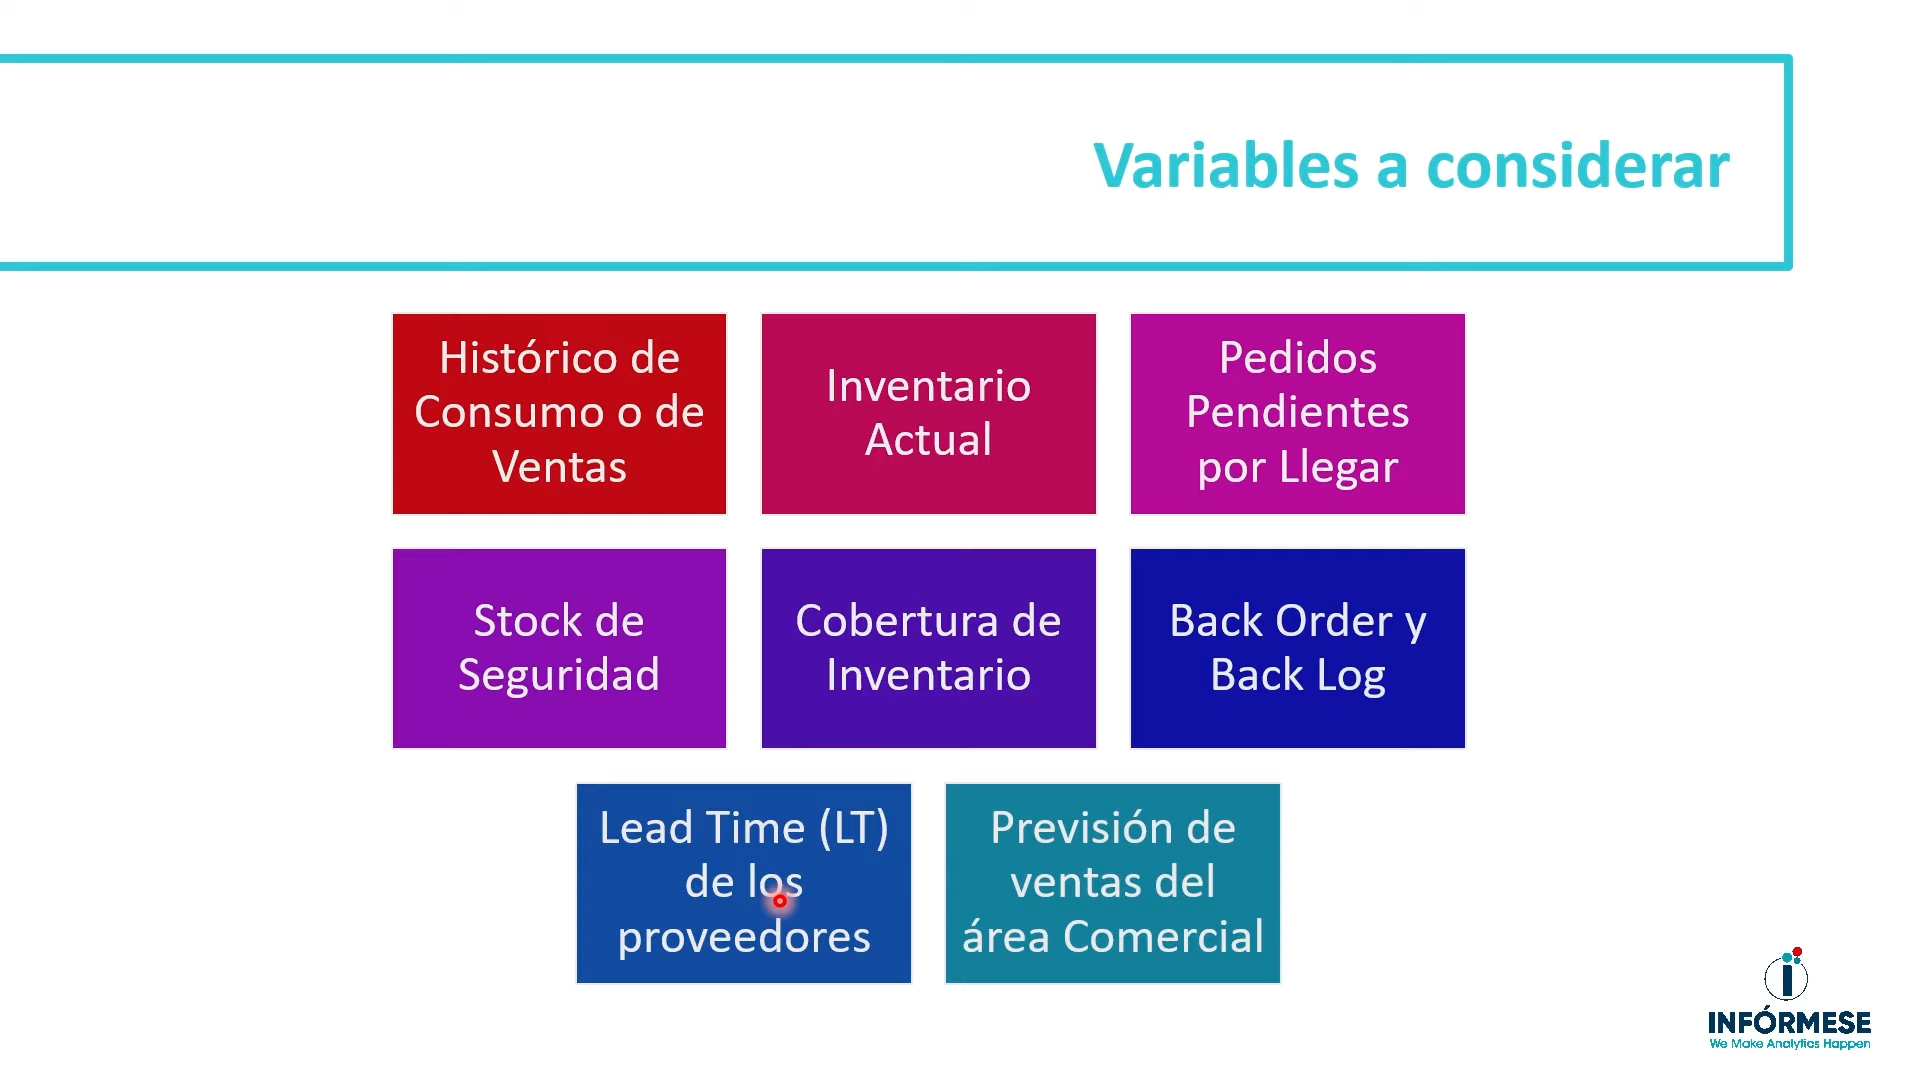 Variables a considerar
Histórico de
Consumo o de
Ventas
Inventario
Actual
Pedidos
Pendientes
por Llegar
Stock de
Seguridad
Cobertura de
Inventario
Back Order y
Back Log
Lead Time (LT)
de los
proveedores
Previsión de
ventas del
área Comercial
INFÓRMESE
We Make Analytics Happen